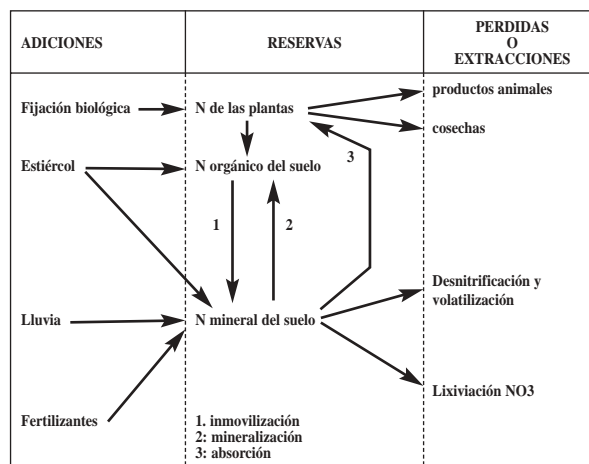 ADICIONES
RESERVAS
PERDIDAS
O
EXTRACCIONES
Fijación biológica
N de las plantas
productos animales
cosechas
3
Estiércol
N orgánico del suelo
1
2
Desnitrificación y
volatilización
Lluvia
N mineral del suelo
Lixiviación NO3
Fertilizantes
1. inmovilización
2: mineralización
3: absorción